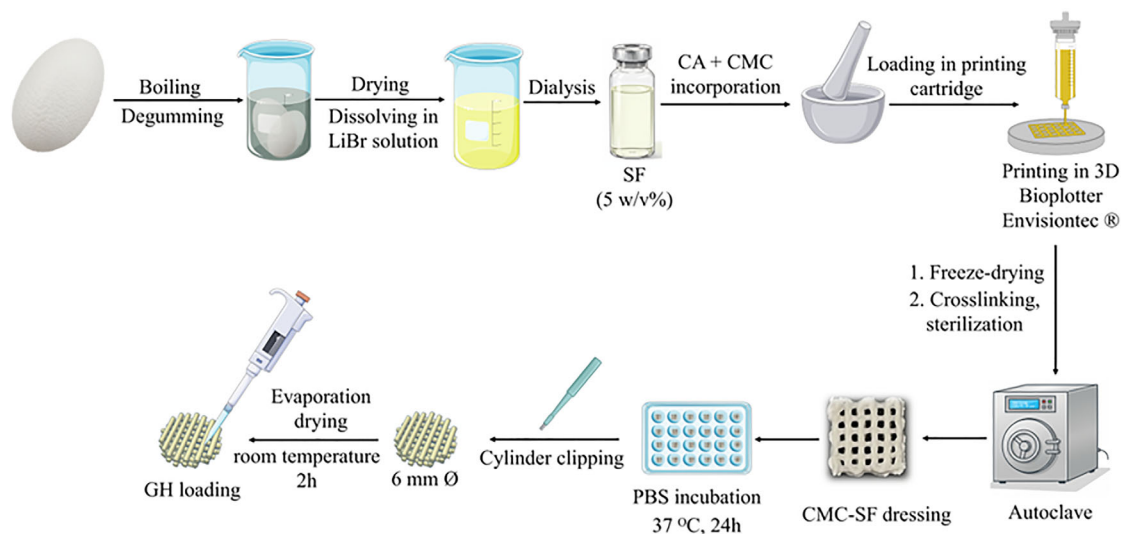 Boiling
Degumming
Drying
Dissolving in
LiBr solution
Dialysis
SF
(5 w/v%)
CA + CMC
incorporation
Loading in printing
cartridge
Printing in 3D
Bioplotter
Envisiontec ®
1. Freeze-drying
2. Crosslinking,
sterilization
Autoclave
CMC-SF dressing
PBS incubation
37 ᴼC, 24h
Cylinder clipping
6 mm Ø
Evaporation
drying
room temperature
2h
GH loading